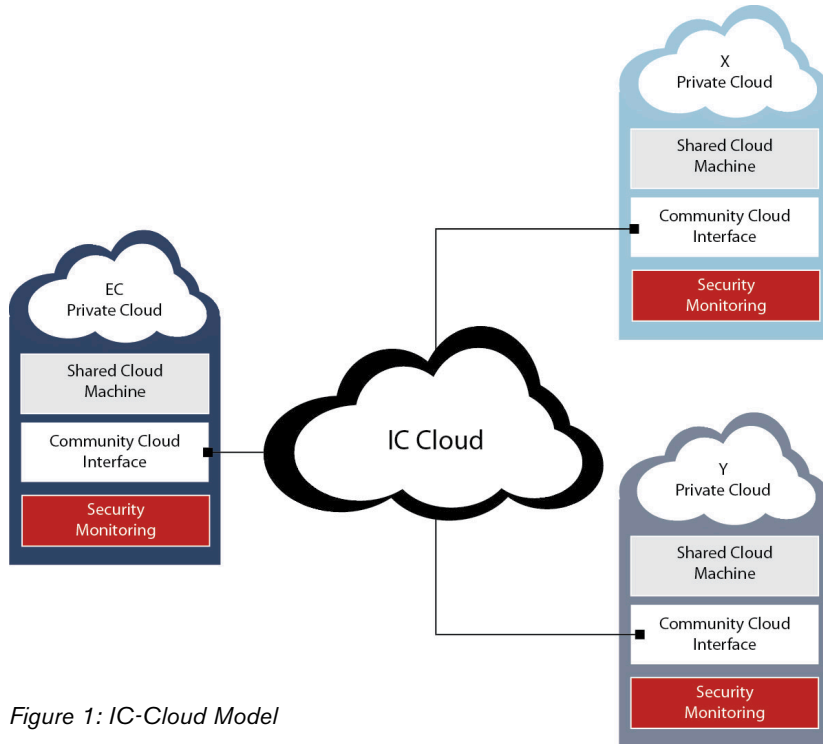 X
Private Cloud
Shared Cloud
Machine
Community Cloud
Interface
Security
Monitoring
EC
Private Cloud
Shared Cloud
Machine
Community Cloud
Interface
Security
Monitoring
IC Cloud
Y
Private Cloud
Shared Cloud
Machine
Community Cloud
Interface
Security
Monitoring
Figure 1: IC-Cloud Model